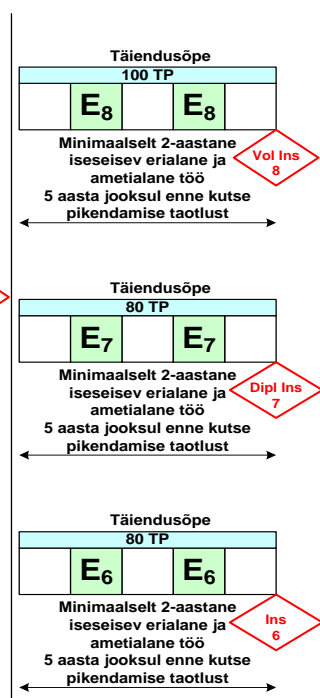 Täiendusõpe
100 TP
E8 E8
Minimaalselt 2-aastane
iseseisev erialane ja
ametialane töö
5 aasta jooksul enne kutse
pikendamise taotlust
Vol Ins
8
Täiendusõpe
80 TP
E7 E7
Minimaalselt 2-aastane
iseseisev erialane ja
ametialane töö
5 aasta jooksul enne kutse
pikendamise taotlust
Dipl Ins
7
Täiendusõpe
80 TP
E6 E6
Minimaalselt 2-aastane
iseseisev erialane ja
ametialane töö
5 aasta jooksul enne kutse
pikendamise taotlust
Ins
6